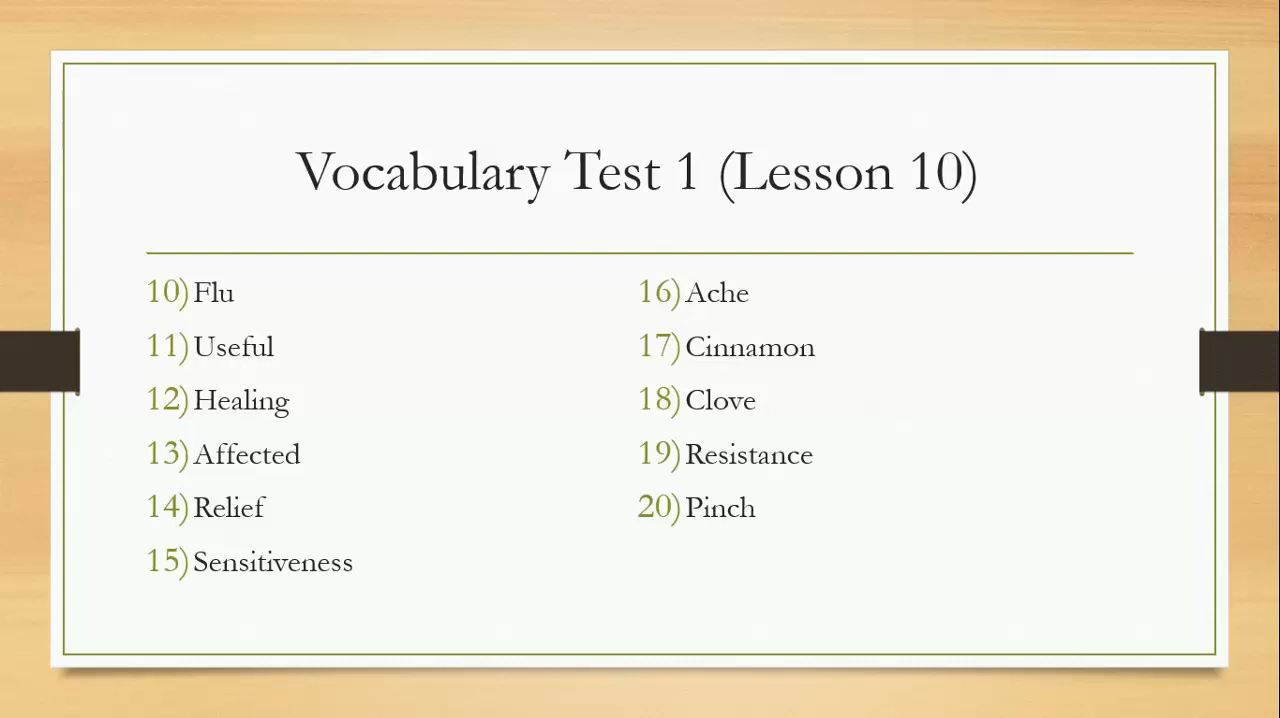 Vocabulary Test 1 (Lesson 10)
10) Flu
11) Useful
12) Healing
13) Affected
14) Relief
15) Sensitiveness
16) Ache
17) Cinnamon
18) Clove
19) Resistance
20) Pinch